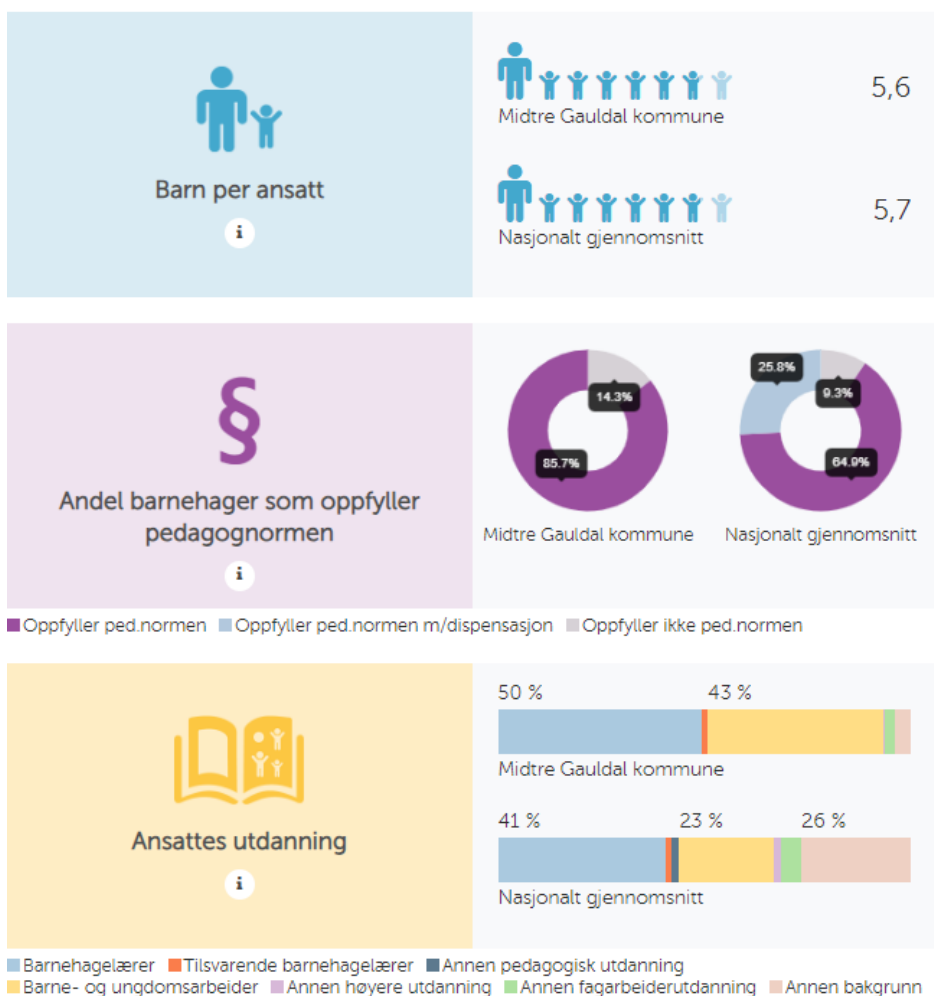 Barn per ansatt
i
Midtre Gauldal kommune
5,6
Nasjonalt gjennomsnitt
5,7
§
Andel barnehager som oppfyller
pedagognormen
i
14.3%
85.7%
Midtre Gauldal kommune
25.8%
9.3%
64.9%
Nasjonalt gjennomsnitt
Oppfyller ped.normen Oppfyller ped.normen m/dispensasjon Oppfyller ikke ped.normen
Ansattes utdanning
i
50 % 43 %
Midtre Gauldal kommune
41 % 23 % 26 %
Nasjonalt gjennomsnitt
Barnehagelærer Tilsvarende barnehagelærer Annen pedagogisk utdanning
Barne- og ungdomsarbeider Annen høyere utdanning Annen fagarbeiderutdanning Annen bakgrunn